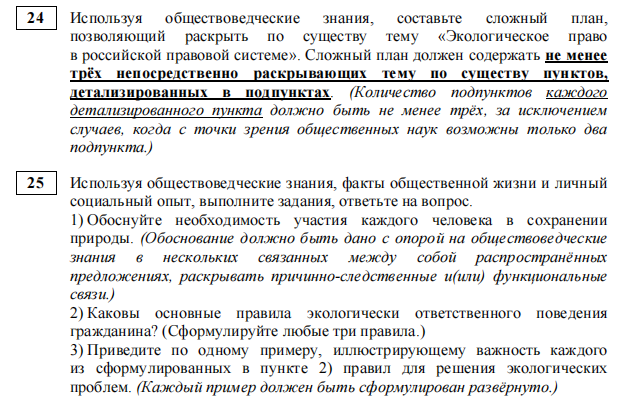 24 Используя обществоведческие знания, составьте сложный план,
позволяющий раскрыть по существу тему «Экологическое право
в российской правовой системе». Сложный план должен содержать не менее
трёх непосредственно раскрывающих тему по существу пунктов,
детализированных в подпунктах. (Количество подпунктов каждого
детализированного пункта должно быть не менее трёх, за исключением
случаев, когда с точки зрения общественных наук возможны только два
подпункта.)
25 Используя обществоведческие знания, факты общественной жизни и личный
социальный опыт, выполните задания, ответьте на вопрос.
1) Обоснуйте необходимость участия каждого человека в сохранении
природы. (Обоснование должно быть дано с опорой на обществоведческие
знания в нескольких связанных между собой распространённых
предложениях, раскрывать причинно-следственные и(или) функциональные
связи.)
2) Каковы основные правила экологически ответственного поведения
гражданина? (Сформулируйте любые три правила.)
3) Приведите по одному примеру, иллюстрирующему важность каждого
из сформулированных в пункте 2) правил для решения экологических
проблем. (Каждый пример должен быть сформулирован развёрнуто.)